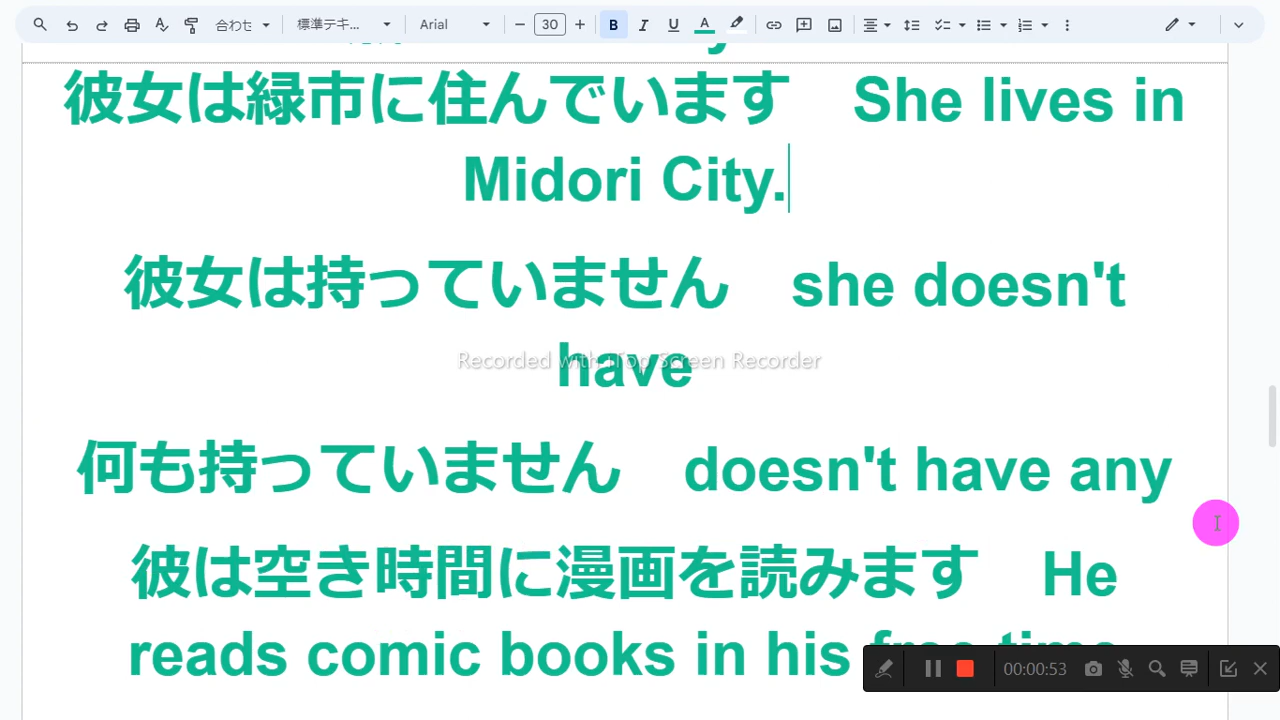 合わせ
標準テキ...
Arial
30
彼女は緑市に住んでいます　She lives in
Midori City.
彼女は持っていません　she doesn't
have
Recorded with iTop Screen Recorder
何も持っていません　doesn't have any
彼は空き時間に漫画を読みます　He
reads comic books in his free time
00:00:53